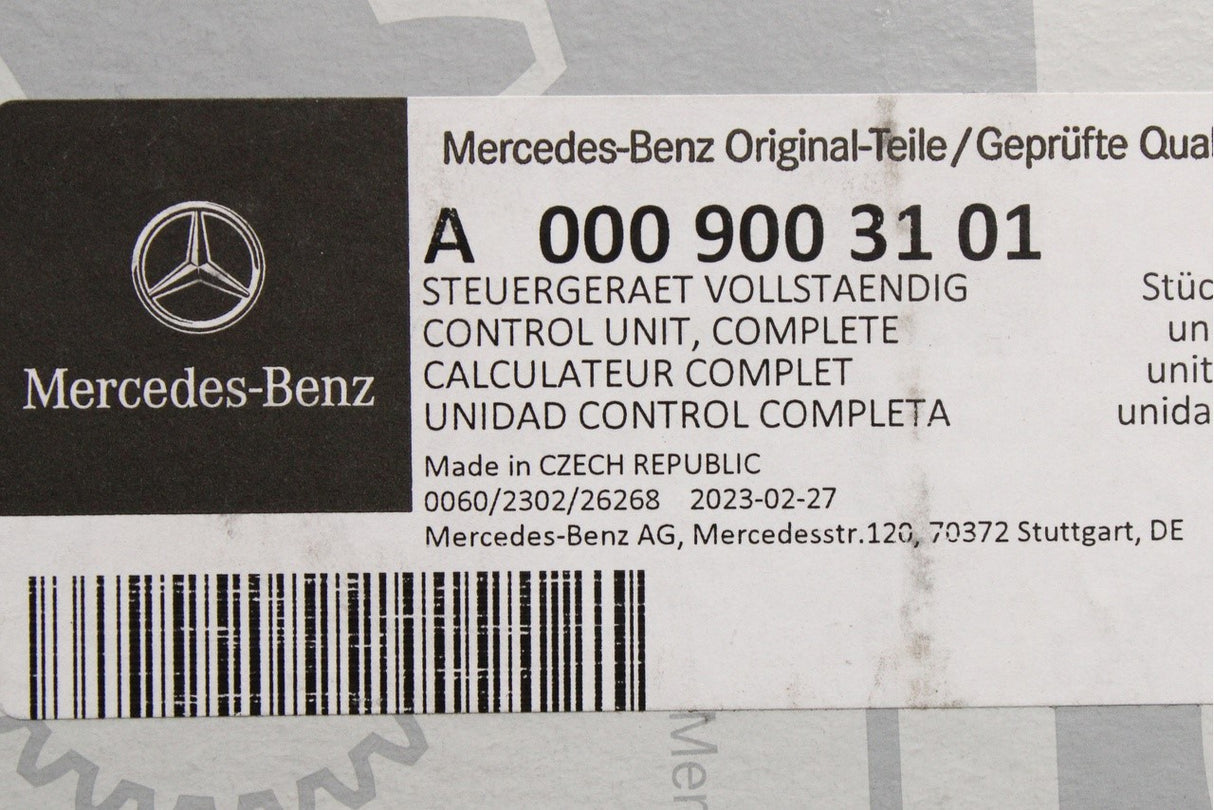 Mercedes-Benz
Mercedes-Benz Original-Teile/Geprüfte
A 000 900 31 01
STEUERGERAET VOLLSTAENDIG
CONTROL UNIT, COMPLETE
CALCULATEUR COMPLET
UNIDAD CONTROL COMPLETA
Made in CZECH REPUBLIC
0060/2302/26268 2023-02-27
Mercedes-Benz AG, Mercedesstr.120, 70372 Stuttgart, DE